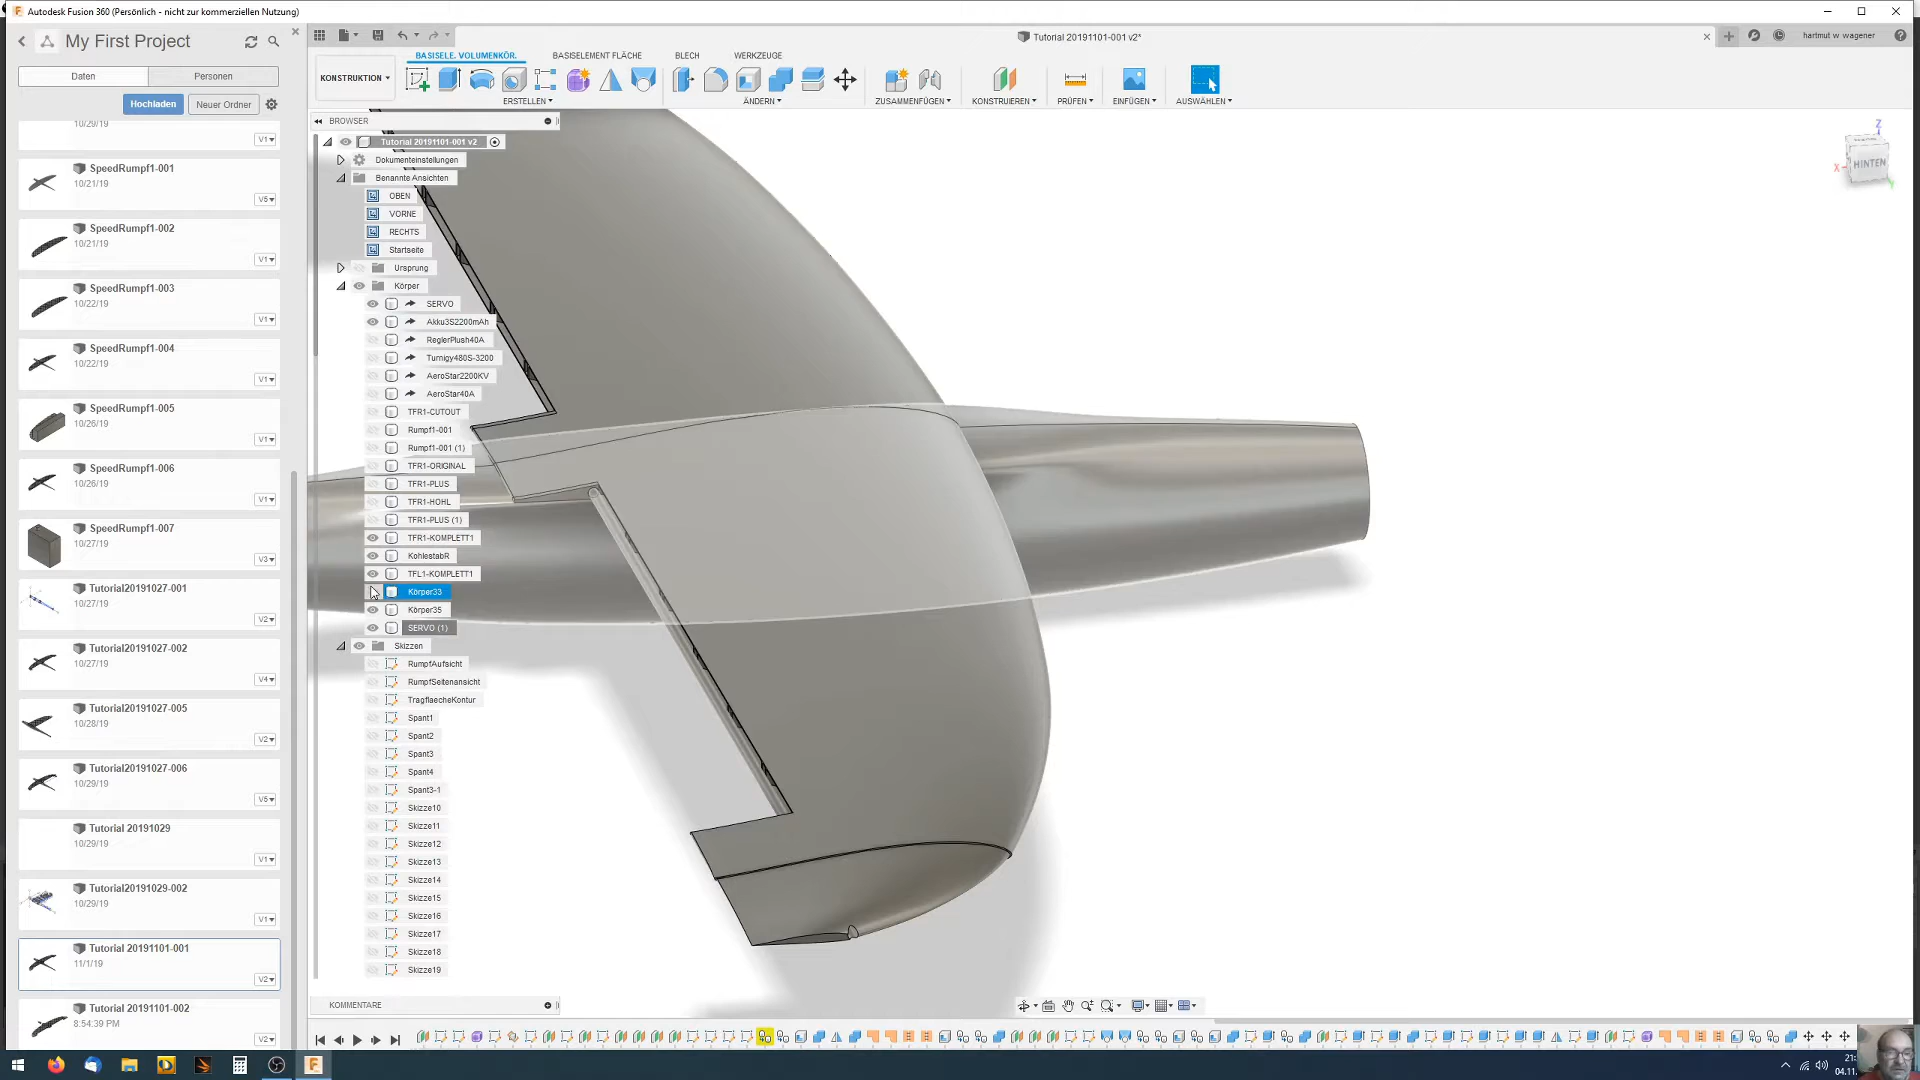 Autodesk Fusion 360 (Persönlich - nicht zur kommerziellen Nutzung)
My First Project
Daten Personen
Hochladen Neuer Ordner
10/29/19
V1
SpeedRumpf1-001
10/21/19
V5
SpeedRumpf1-002
10/21/19
V1
SpeedRumpf1-003
10/22/19
V1
SpeedRumpf1-004
10/22/19
V1
SpeedRumpf1-005
10/26/19
V1
SpeedRumpf1-006
10/26/19
V1
SpeedRumpf1-007
10/27/19
V3
Tutorial20191027-001
10/27/19
V2
Tutorial20191027-002
10/27/19
V4
Tutorial20191027-005
10/28/19
V2
Tutorial20191027-006
10/29/19
V5
Tutorial 20191029
10/29/19
V1
Tutorial20191029-002
10/29/19
V1
Tutorial 20191101-001
11/1/19
V2
Tutorial 20191101-002
8:54:39 PM
V2
Tutorial 20191101-001 v2*
hartmut w wagener
KONSTRUKTION
BASISELE. VOLUMENKÖR. BASISELEMENT FLÄCHE BLECH WERKZEUGE
ERSTELLEN ÄNDERN ZUSAMMENFÜGEN KONSTRUIEREN PRÜFEN EINFÜGEN AUSWÄHLEN
BROWSER
Tutorial 20191101-001 v2
Dokumenteinstellungen
Benannte Ansichten
OBEN
VORNE
RECHTS
Startseite
Ursprung
Körper
SERVO
Akku3S2200mAh
ReglerPlush40A
Turnigy480S-3200
AeroStar2200KV
AeroStar40A
TFR1-CUTOUT
Rumpf1-001
Rumpf1-001 (1)
TFR1-ORIGINAL
TFR1-PLUS
TFR1-HOHL
TFR1-PLUS (1)
TFR1-KOMPLETT1
KohlestabR
TFL1-KOMPLETT1
Körper33
Körper35
SERVO (1)
Skizzen
RumpfAufsicht
RumpfSeitenansicht
TragflaecheKontur
Spant1
Spant2
Spant3
Spant4
Spant3-1
Skizze10
Skizze11
Skizze12
Skizze13
Skizze14
Skizze15
Skizze16
Skizze17
Skizze18
Skizze19
KOMMENTARE
Z
HINTEN
X
Y
21:
04.11.